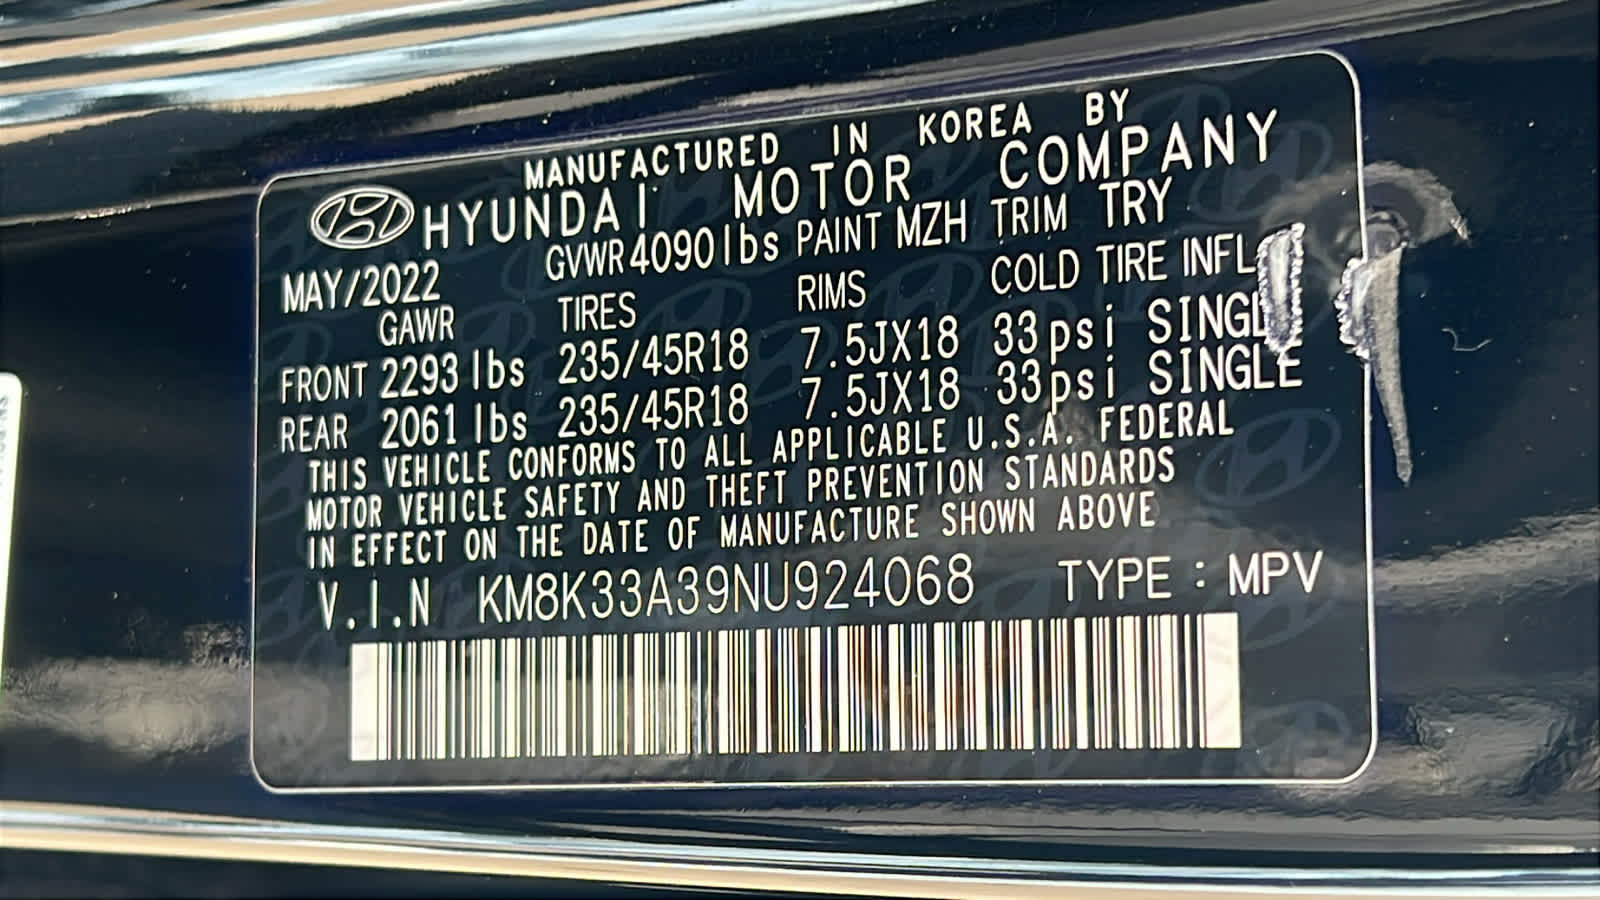 MANUFACTURED IN KOREA BY
HYUNDAI MOTOR COMPANY
MAY/2022 GVWR 4090lbs PAINT MZH TRIM TRY
GAWR TIRES RIMS COLD TIRE INFL
FRONT 2293 lbs 235/45R18 7.5JX18 33psi SINGL
REAR 2061 lbs 235/45R18 7.5JX18 33psi SINGLE
THIS VEHICLE CONFORMS TO ALL APPLICABLE U.S.A. FEDERAL
MOTOR VEHICLE SAFETY AND THEFT PREVENTION STANDARDS
IN EFFECT ON THE DATE OF MANUFACTURE SHOWN ABOVE
V.I.N KM8K33A39NU924068 TYPE : MPV